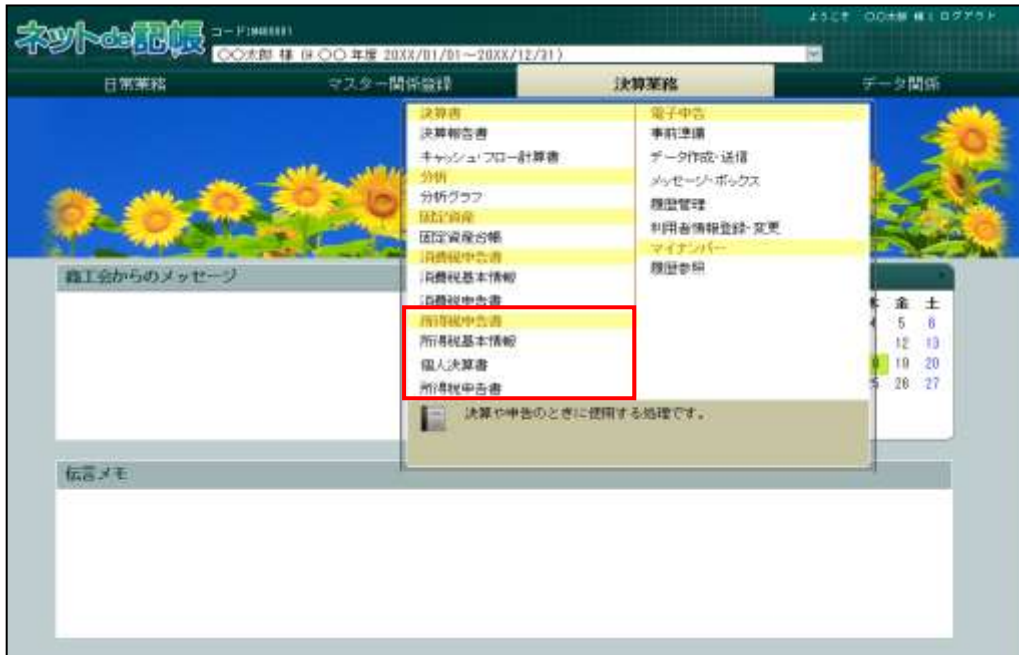 ようこそ 〇〇太郎 様 | ログアウト
ネットde記帳
〇〇太郎 様 (H.〇〇 年度 20XX/01/01～20XX/12/31)
日常業務 マスター関係登録 決算業務 データ関係
決算書
決算報告書
キャッシュ・フロー計算書
分析
分析グラフ
固定資産
固定資産台帳
消費税申告書
消費税基本情報
消費税申告書
所得税申告書
所得税基本情報
個人決算書
所得税申告書
電子申告
事前準備
データ作成・送信
メッセージ・ボックス
履歴管理
利用者情報登録・変更
マイナンバー
履歴参照
決算や申告のときに使用する処理です。
商工会からのメッセージ
金 土
5 6
12 13
19 20
26 27
伝言メモ